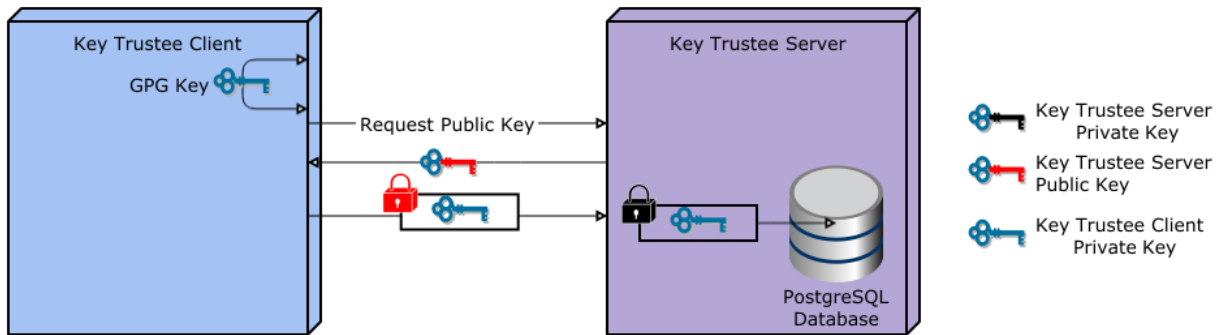 Key Trustee Client
GPG Key
Request Public Key
Key Trustee Server
PostgreSQL
Database
Key Trustee Server
Private Key
Key Trustee Server
Public Key
Key Trustee Client
Private Key